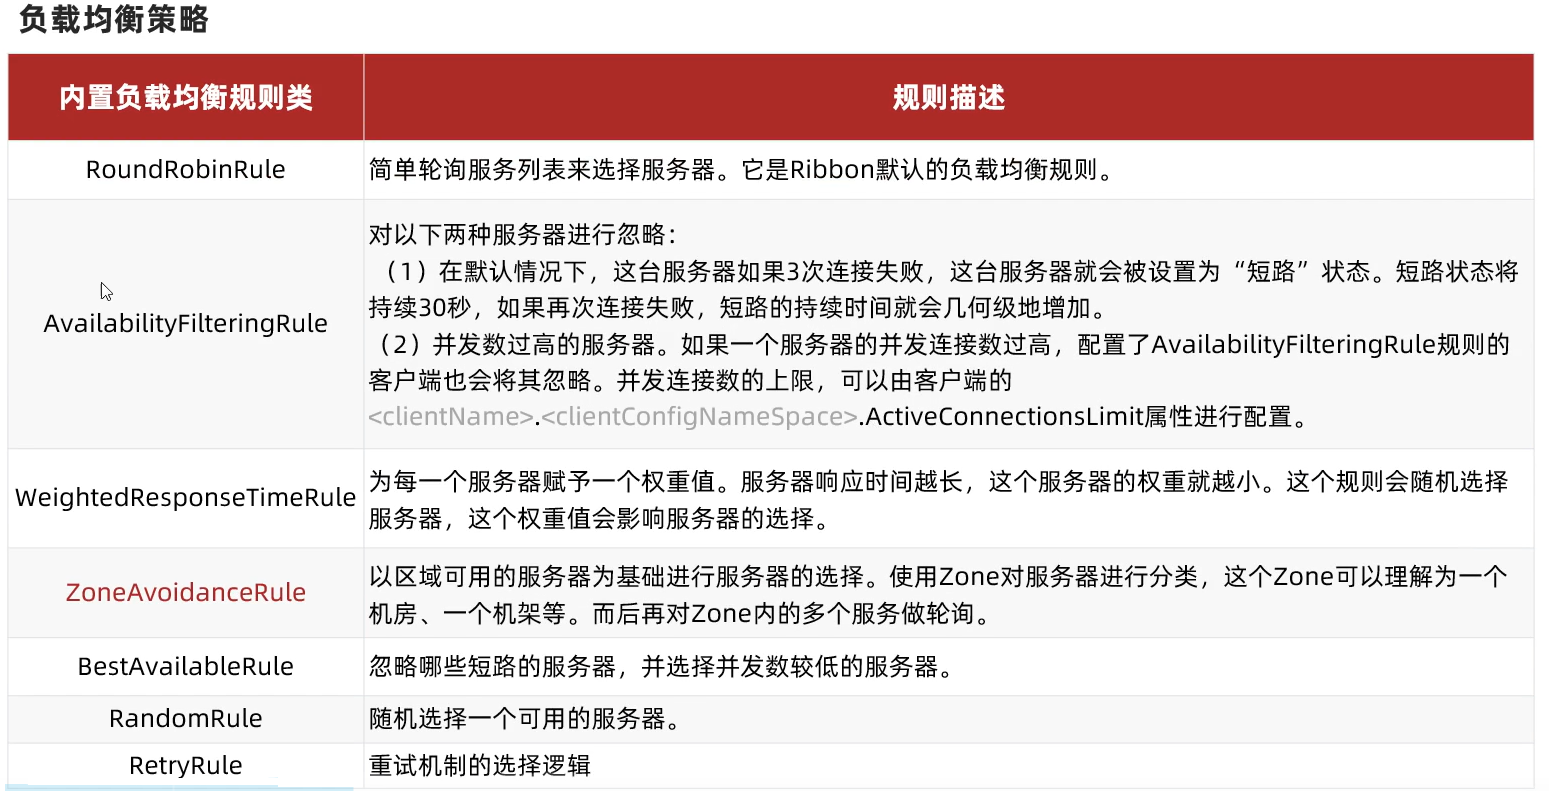 负载均衡策略
内置负载均衡规则类
规则描述
RoundRobinRule
简单轮询服务列表来选择服务器。它是Ribbon默认的负载均衡规则。
AvailabilityFilteringRule
对以下两种服务器进行忽略：
（1）在默认情况下，这台服务器如果3次连接失败，这台服务器就会被设置为“短路”状态。短路状态将
持续30秒，如果再次连接失败，短路的持续时间就会几何级地增加。
（2）并发数过高的服务器。如果一个服务器的并发连接数过高，配置了AvailabilityFilteringRule规则的
客户端也会将其忽略。并发连接数的上限，可以由客户端的
<clientName>.<clientConfigNameSpace>.ActiveConnectionsLimit属性进行配置。
WeightedResponseTimeRule
为每一个服务器赋予一个权重值。服务器响应时间越长，这个服务器的权重就越小。这个规则会随机选择
服务器，这个权重值会影响服务器的选择。
ZoneAvoidanceRule
以区域可用的服务器为基础进行服务器的选择。使用Zone对服务器进行分类，这个Zone可以理解为一个
机房、一个机架等。而后再对Zone内的多个服务做轮询。
BestAvailableRule
忽略哪些短路的服务器，并选择并发数较低的服务器。
RandomRule
随机选择一个可用的服务器。
RetryRule
重试机制的选择逻辑